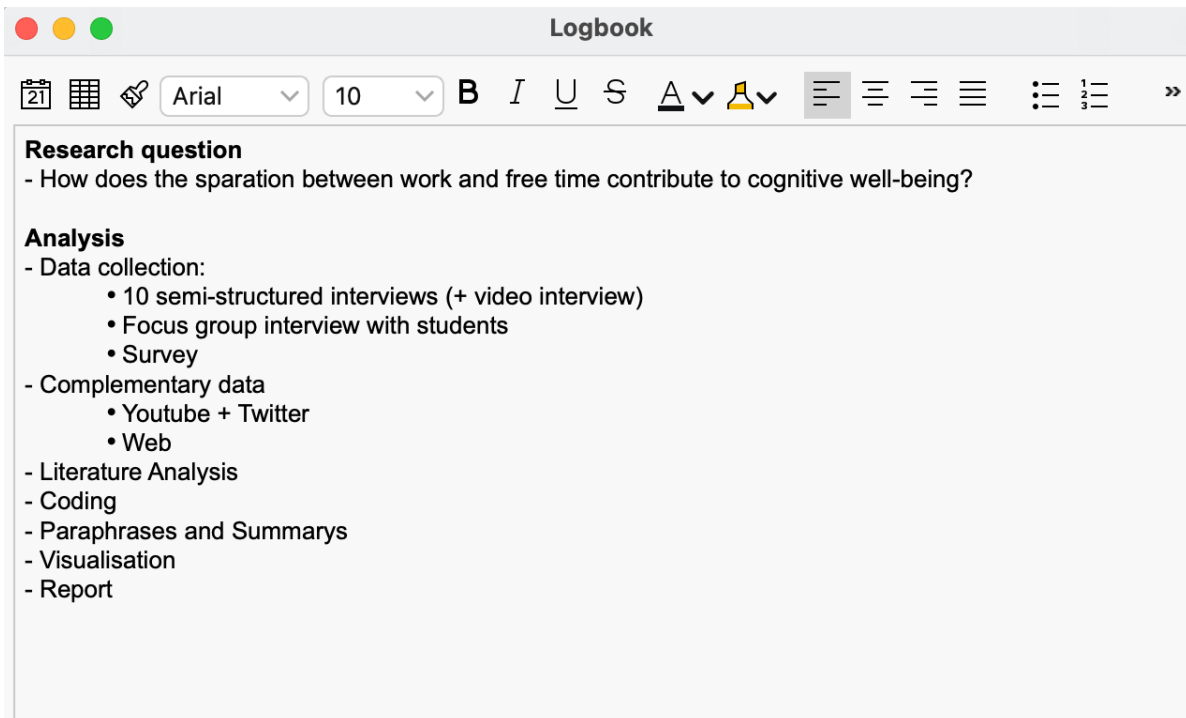 Logbook
21 Arial 10 B I U S A
Research question
- How does the sparation between work and free time contribute to cognitive well-being?
Analysis
- Data collection:
• 10 semi-structured interviews (+ video interview)
• Focus group interview with students
• Survey
- Complementary data
• Youtube + Twitter
• Web
- Literature Analysis
- Coding
- Paraphrases and Summarys
- Visualisation
- Report